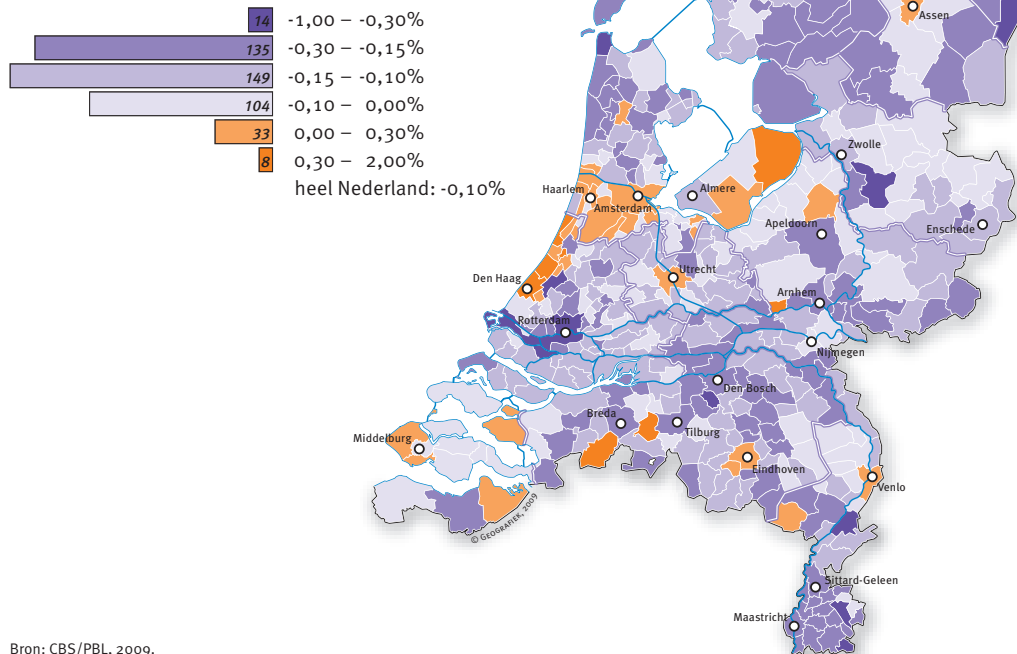 14 -1,00 – -0,30%
135 -0,30 – -0,15%
149 -0,15 – -0,10%
104 -0,10 – 0,00%
33 0,00 – 0,30%
8 0,30 – 2,00%
heel Nederland: -0,10%
Assen
Zwolle
Haarlem
Almere
Amsterdam
Apeldoorn
Enschede
Den Haag
Utrecht
Arnhem
Rotterdam
Nijmegen
Den Bosch
Breda
Tilburg
Middelburg
Eindhoven
Venlo
© Geografiek, 2009
Sittard-Geleen
Maastricht
Bron: CBS/PBL, 2009.